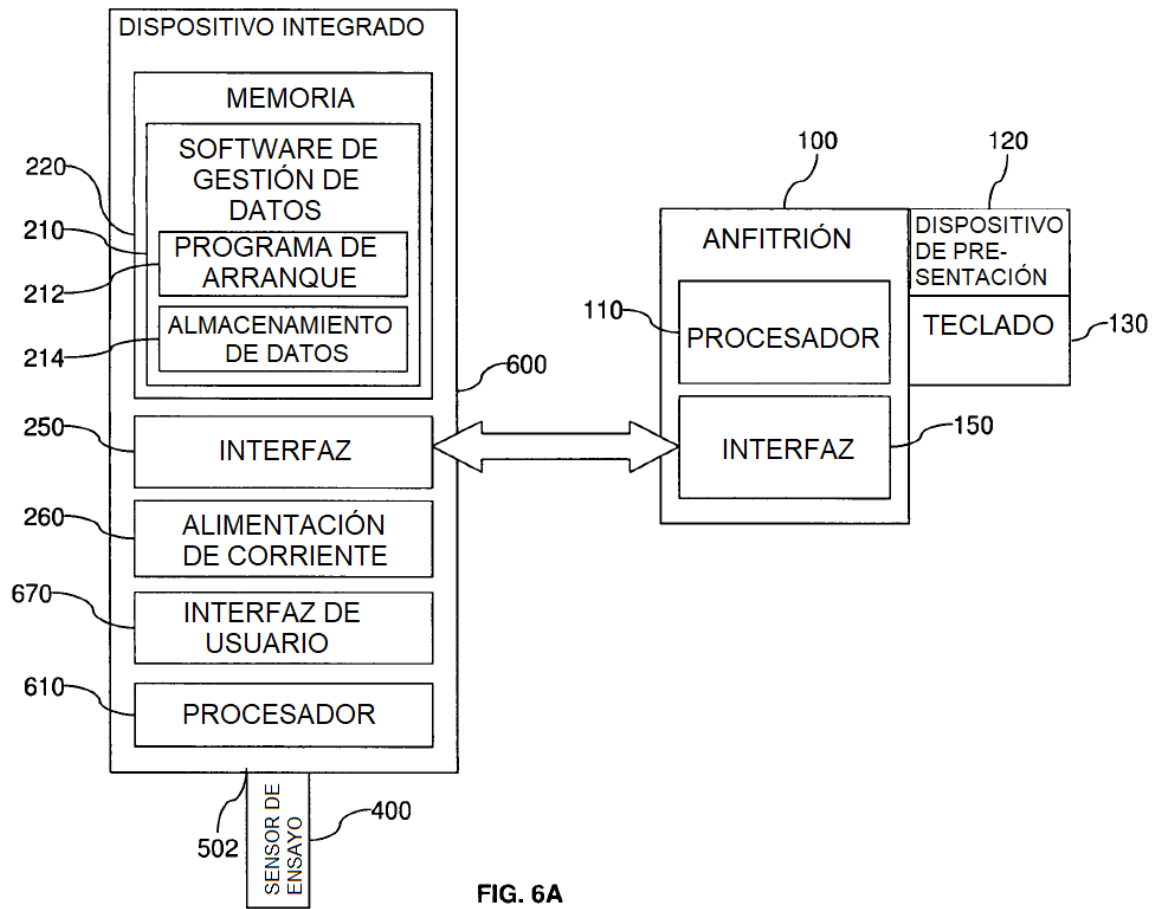 DISPOSITIVO INTEGRADO
MEMORIA
SOFTWARE DE
GESTIÓN DE
DATOS
220
210
PROGRAMA DE
ARRANQUE
212
ALMACENAMIENTO
DE DATOS
214
600
250
INTERFAZ
260
ALIMENTACIÓN
DE CORRIENTE
670
INTERFAZ DE
USUARIO
610
PROCESADOR
502
SENSOR DE
ENSAYO
400
100
120
ANFITRIÓN
DISPOSITIVO
DE PRE-
SENTACIÓN
110
PROCESADOR
TECLADO
130
INTERFAZ
150
FIG. 6A